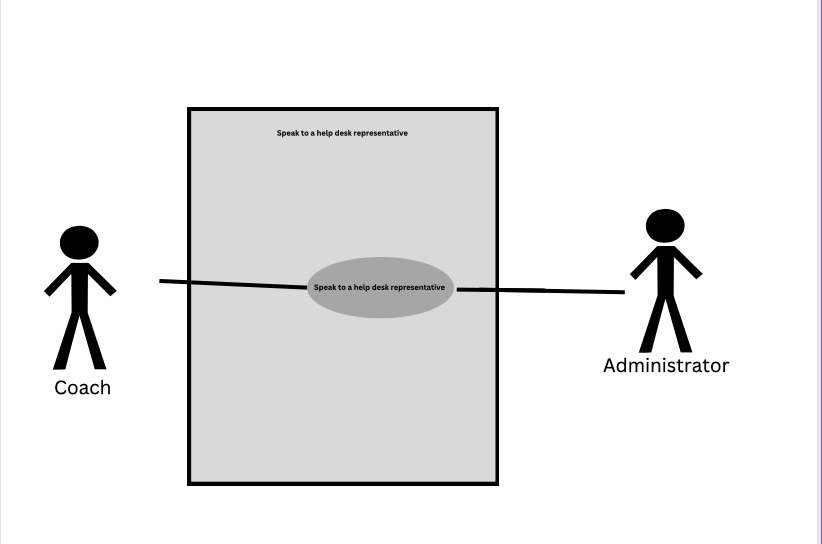 Speak to a help desk representative
Speak to a help desk representative
Coach
Administrator